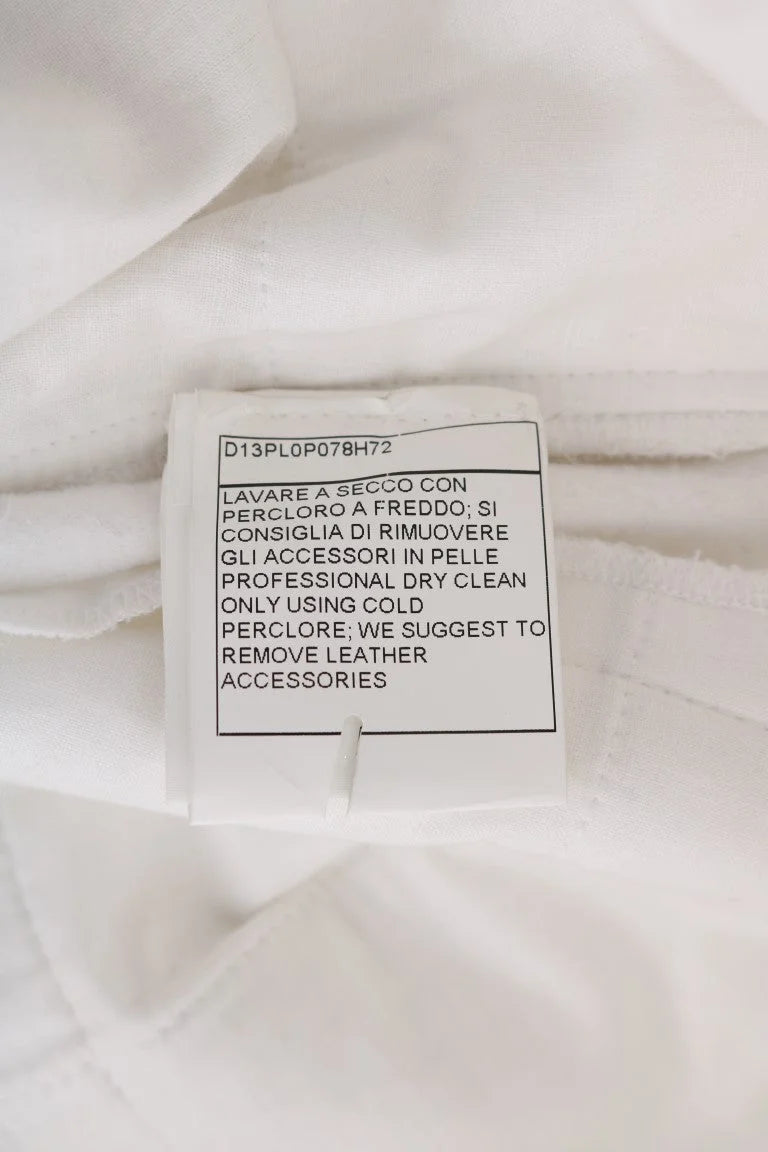 D13PL0P078H72
LAVARE A SECCO CON
PERCLORO A FREDDO; SI
CONSIGLIA DI RIMUOVERE
GLI ACCESSORI IN PELLE
PROFESSIONAL DRY CLEAN
ONLY USING COLD
PERCLORE; WE SUGGEST TO
REMOVE LEATHER
ACCESSORIES